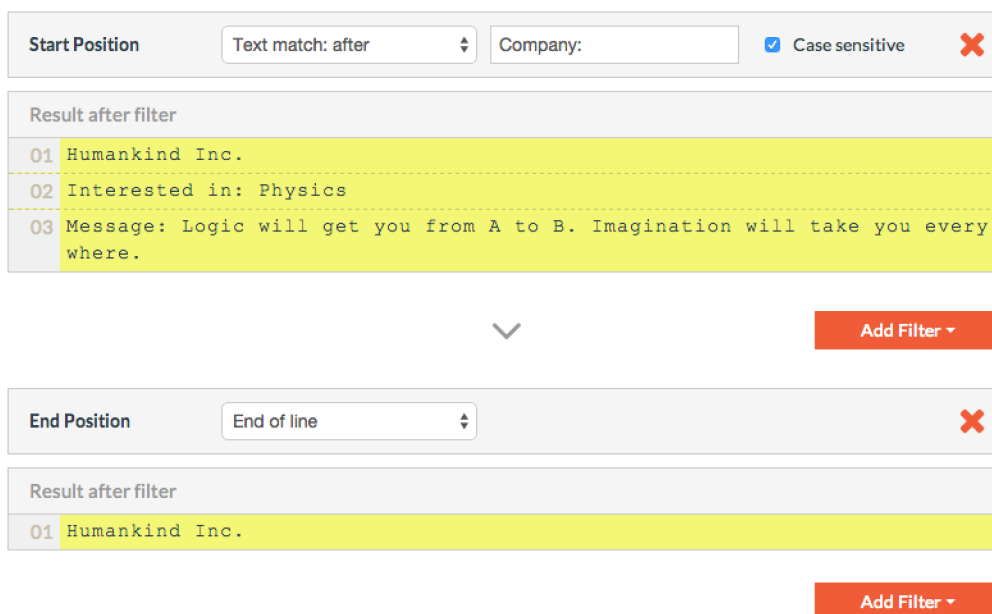 Start Position Text match: after Company: Case sensitive
Result after filter
01 Humankind Inc.
02 Interested in: Physics
03 Message: Logic will get you from A to B. Imagination will take you every
where.
Add Filter
End Position End of line
Result after filter
01 Humankind Inc.
Add Filter